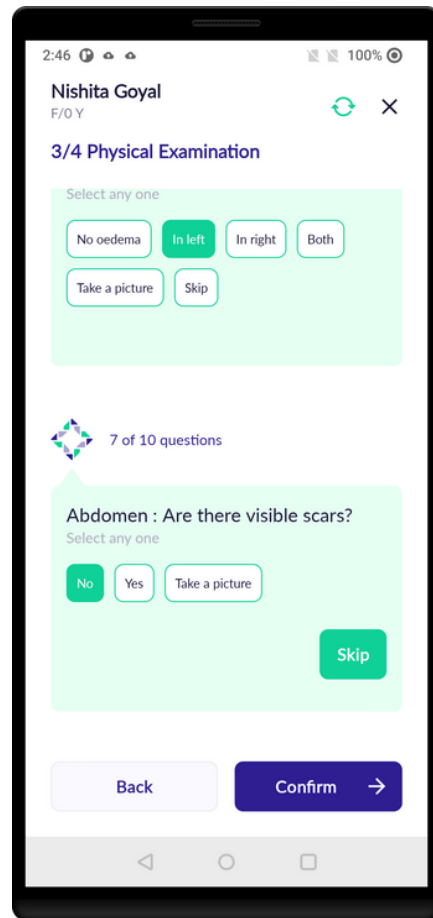 2:46 100%
Nishita Goyal
F/0 Y
3/4 Physical Examination
Select any one
No oedema In left In right Both
Take a picture Skip
7 of 10 questions
Abdomen : Are there visible scars?
Select any one
No Yes Take a picture
Skip
Back Confirm